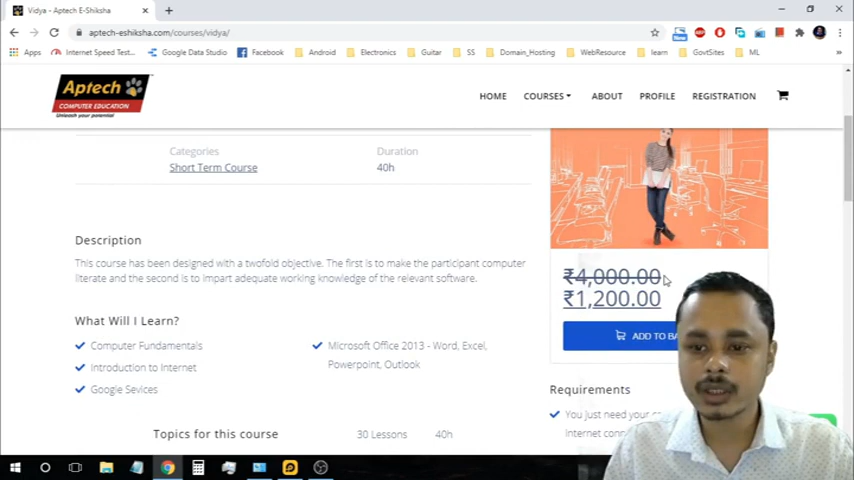 Vidya – Aptech E-Shiksha
aptech-eshiksha.com/courses/vidya/
Apps
Internet Speed Test...
Google Data Studio
Facebook
Android
Electronics
Guitar
SS
Domain_Hosting
WebResource
learn
GovtSites
ML
New
Aptech
COMPUTER EDUCATION
Unleash your potential
HOME
COURSES
ABOUT
PROFILE
REGISTRATION
Categories
Duration
Short Term Course
40h
Description
This course has been designed with a twofold objective. The first is to make the participant computer
literate and the second is to impart adequate working knowledge of the relevant software.
₹4,000.00
₹1,200.00
ADD TO
What Will I Learn?
Computer Fundamentals
Introduction to Internet
Google Sevices
Microsoft Office 2013 - Word, Excel,
Powerpoint, Outlook
Requirements
You just need your
Internet
Topics for this course
30 Lessons
40h